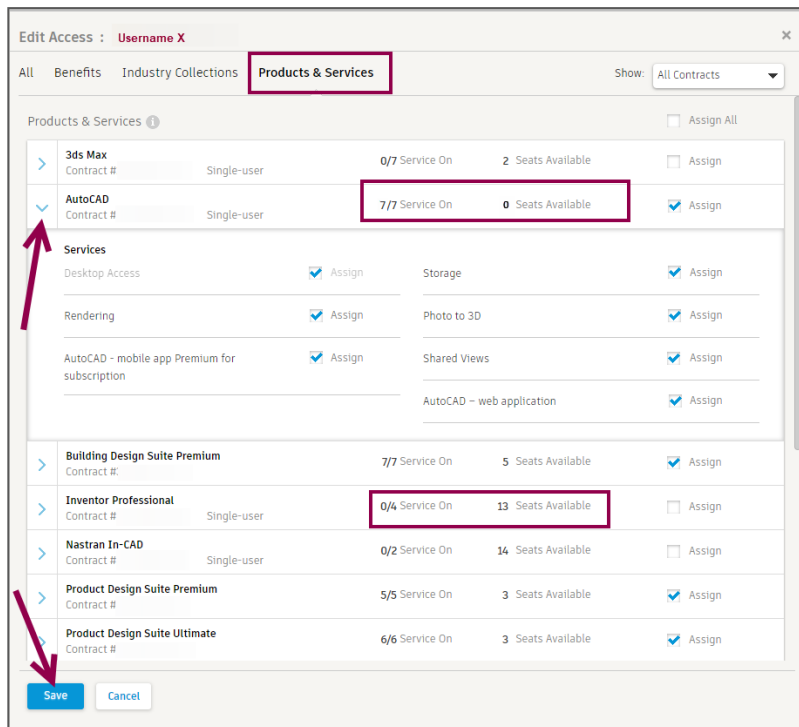 Edit Access : Username X
All Benefits Industry Collections Products & Services Show: All Contracts
Products & Services Assign All
3ds Max
Contract # Single-user 0/7 Service On 2 Seats Available Assign
AutoCAD
Contract # Single-user 7/7 Service On 0 Seats Available Assign
Services
Desktop Access Assign Storage Assign
Rendering Assign Photo to 3D Assign
AutoCAD - mobile app Premium for Assign Shared Views Assign
subscription
AutoCAD – web application Assign
Building Design Suite Premium
Contract #: 7/7 Service On 5 Seats Available Assign
Inventor Professional
Contract # Single-user 0/4 Service On 13 Seats Available Assign
Nastran In-CAD
Contract # Single-user 0/2 Service On 14 Seats Available Assign
Product Design Suite Premium
Contract # 5/5 Service On 3 Seats Available Assign
Product Design Suite Ultimate
Contract # 6/6 Service On 3 Seats Available Assign
Save Cancel